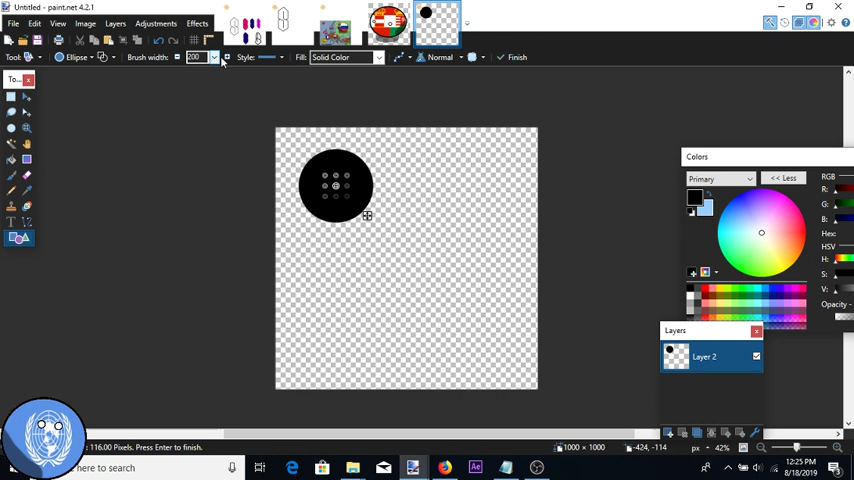 Untitled - paint.net 4.2.1
File Edit View Image Layers Adjustments Effects
Tool: Ellipse Brush width: 200 Style: Fill: Solid Color Normal Finish
To... x
Colors
Primary << Less RGB
R:
G:
B:
Hex:
HSV
H:
S:
V:
Opacity -
Layers x
Layer 2
116.00 Pixels. Press Enter to finish.
1000 × 1000 -424, -114 px 42%
here to search
Ae
12:25 PM
8/18/2019